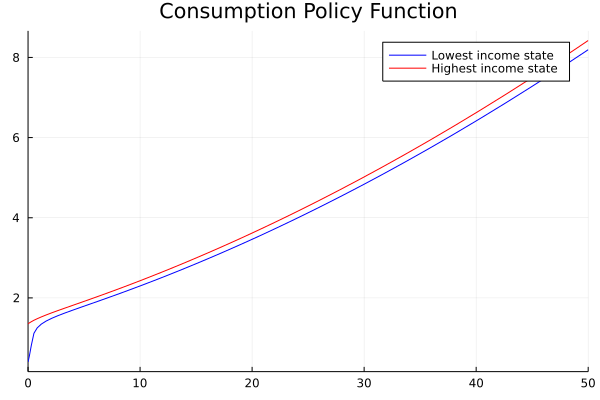 Consumption Policy Function
Lowest income state
Highest income state
8
6
4
2
0 10 20 30 40 50